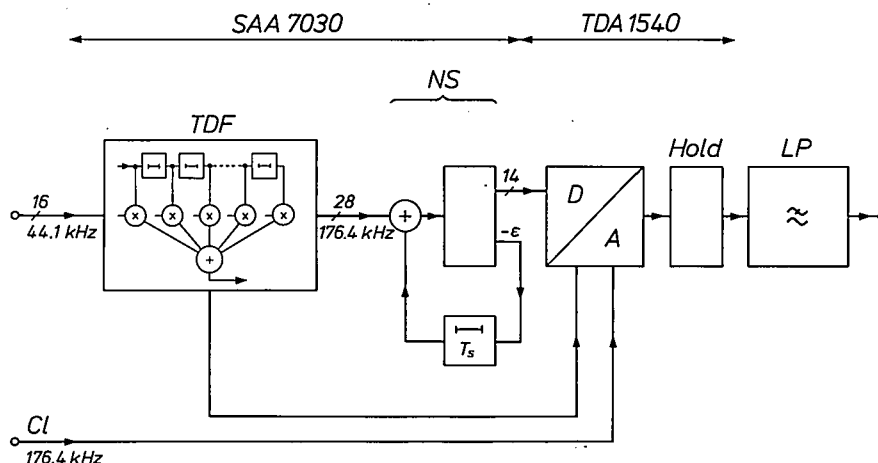 SAA 7030
TDA 1540
NS
TDF
Hold
LP
16
44.1 kHz
×
×
×
×
×
+
28
176.4 kHz
+
14
-ε
D
A
≈
T_s
Cl
176.4 kHz